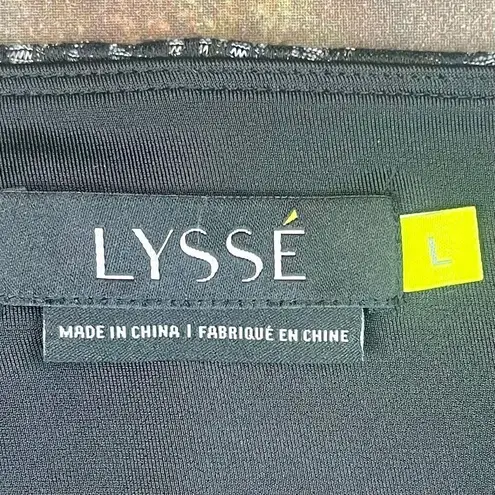 LYSSÉ
L
MADE IN CHINA | FABRIQUÉ EN CHINE